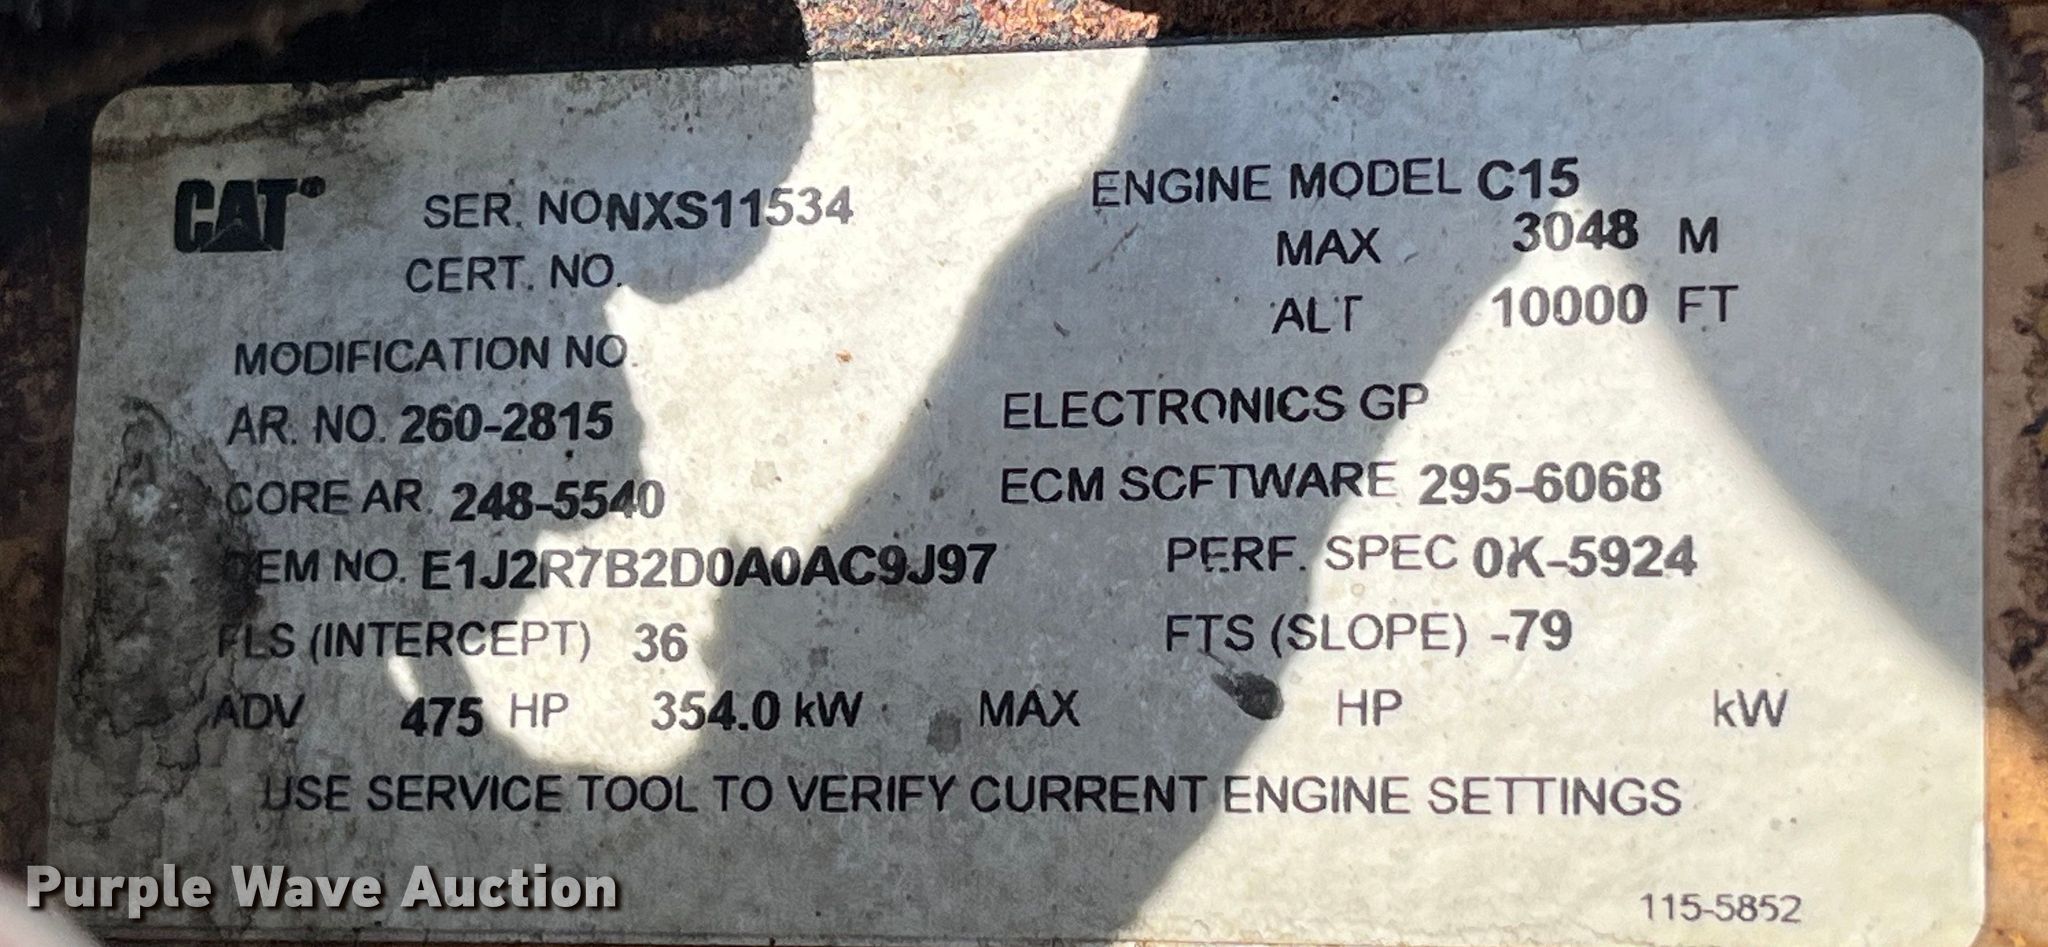 CAT® SER. NO NXS11534 ENGINE MODEL C15
CERT. NO. MAX 3048 M
ALT 10000 FT
MODIFICATION NO.
AR. NO. 260-2815 ELECTRONICS GP
CORE AR. 248-5540 ECM SOFTWARE 295-6068
OEM NO. E1J2R7B2D0A0AC9J97 PERF. SPEC 0K-5924
FLS (INTERCEPT) 36 FTS (SLOPE) -79
ADV 475 HP 354.0 kW MAX HP kW
USE SERVICE TOOL TO VERIFY CURRENT ENGINE SETTINGS
115-5852
Purple Wave Auction